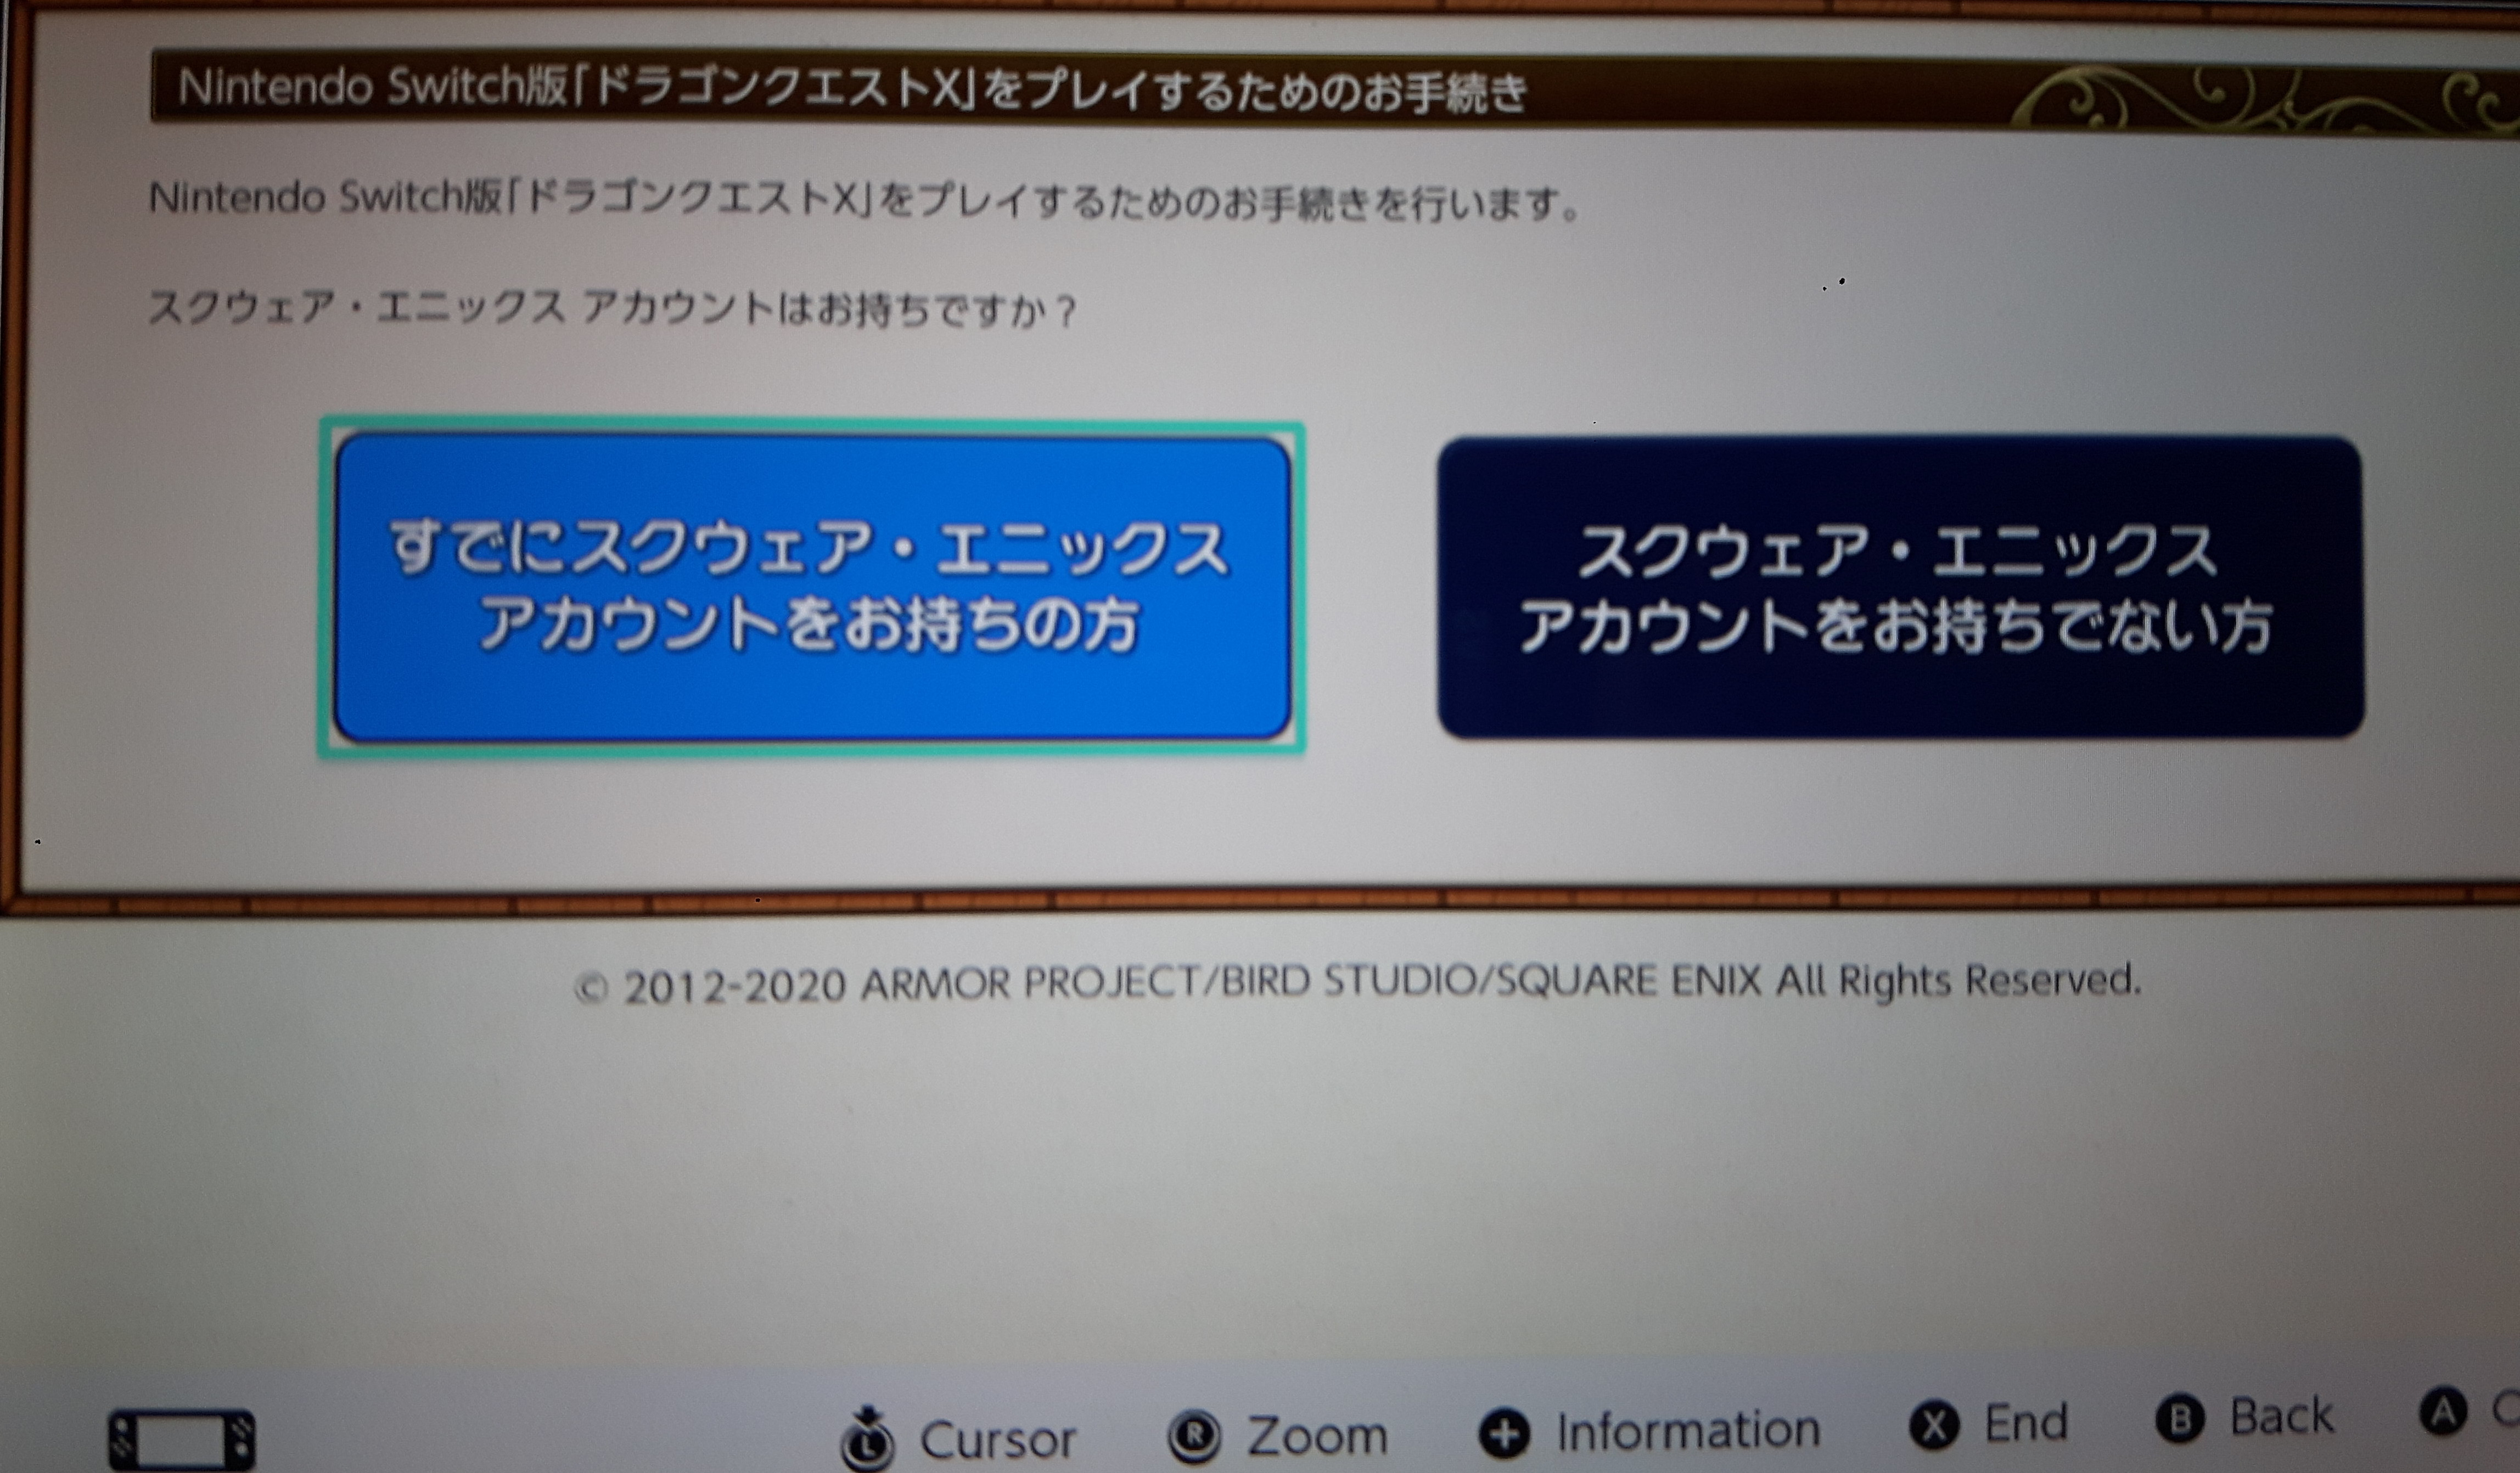 Nintendo Switch版「ドラゴンクエストX」をプレイするためのお手続き
Nintendo Switch版「ドラゴンクエストX」をプレイするためのお手続きを行います。
スクウェア・エニックス アカウントはお持ちですか？
すでにスクウェア・エニックス
アカウントをお持ちの方
スクウェア・エニックス
アカウントをお持ちでない方
© 2012-2020 ARMOR PROJECT/BIRD STUDIO/SQUARE ENIX All Rights Reserved.
L Cursor R Zoom + Information X End B Back A